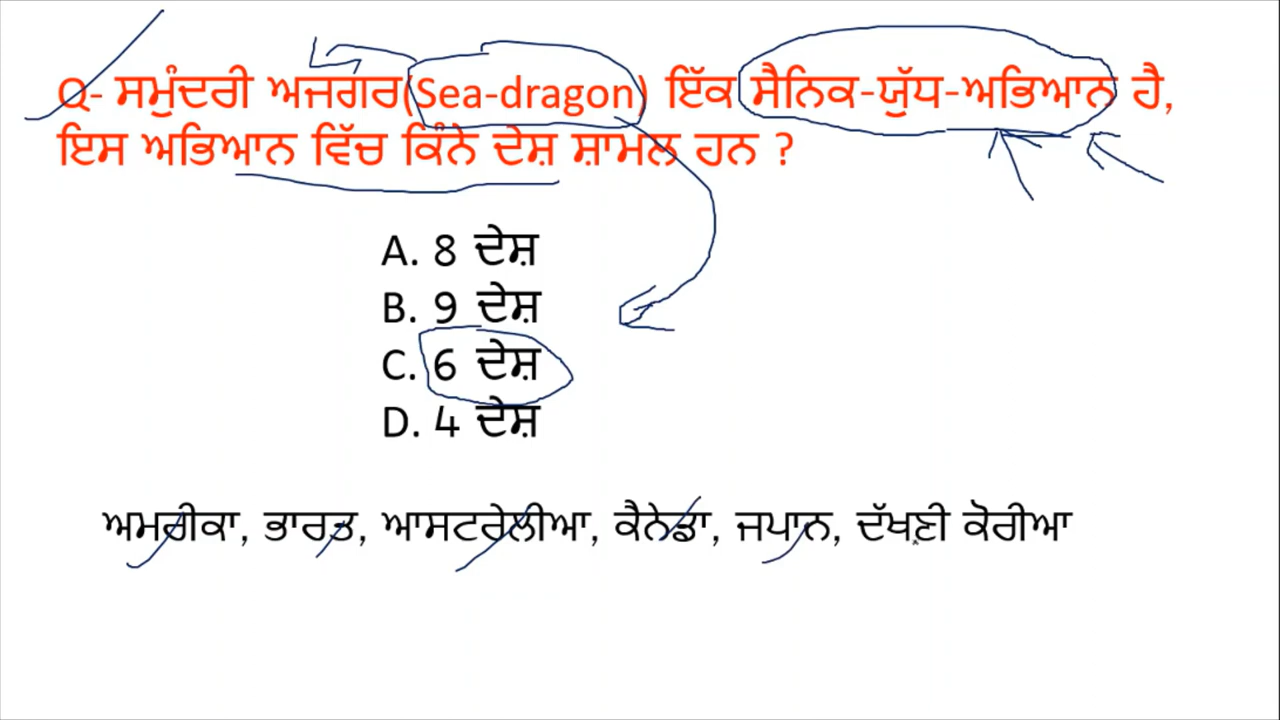 Q- ਸਮੁੰਦਰੀ ਅਜਗਰ(Sea-dragon) ਇੱਕ ਸੈਨਿਕ-ਯੁੱਧ-ਅਭਿਆਨ ਹੈ,
ਇਸ ਅਭਿਆਨ ਵਿੱਚ ਕਿੰਨੇ ਦੇਸ਼ ਸ਼ਾਮਲ ਹਨ ?
A. 8 ਦੇਸ਼
B. 9 ਦੇਸ਼
C. 6 ਦੇਸ਼
D. 4 ਦੇਸ਼
ਅਮਰੀਕਾ, ਭਾਰਤ, ਆਸਟਰੇਲੀਆ, ਕੈਨੇਡਾ, ਜਪਾਨ, ਦੱਖਣੀ ਕੋਰੀਆ